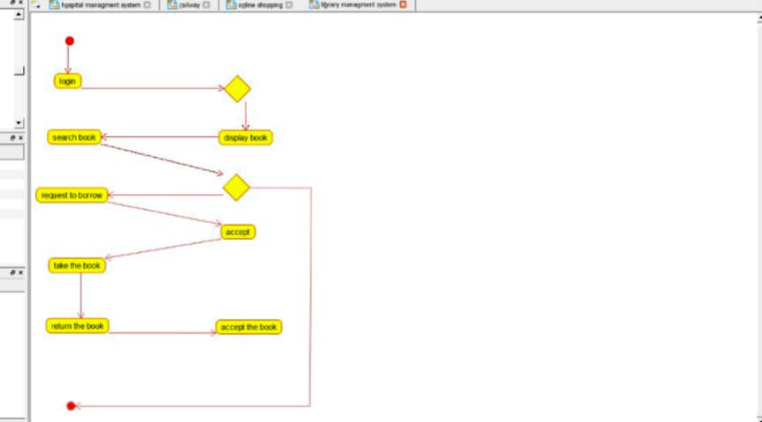 hospital managment system
railway
online shopping
library managment system
login
search book
display book
request to borrow
accept
take the book
return the book
accept the book